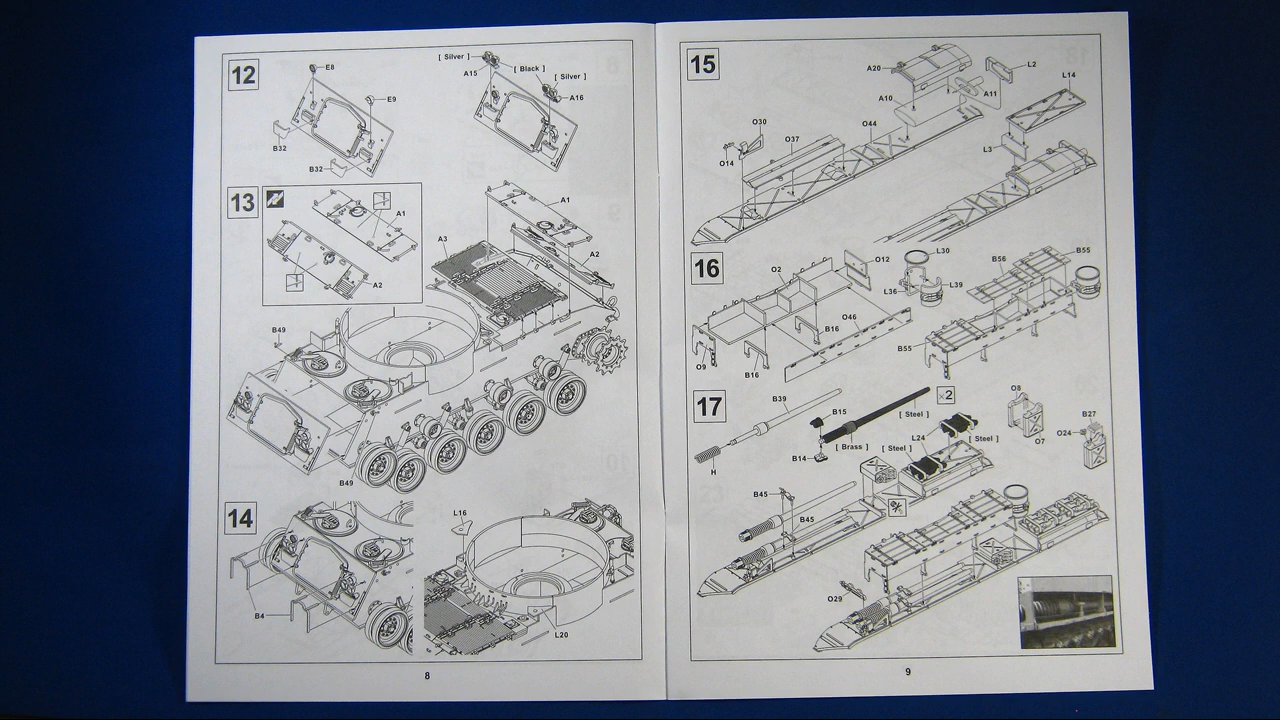 12
E8
E9
B32
B32
[ Silver ]
A15
[ Black ]
[ Silver ]
A16
13
A1
A2
A1
A3
A2
B49
B49
14
B4
L16
L20
8
15
A20
L2
L14
A10
A11
O30
O44
O37
O14
L3
16
O12
L30
O2
B56
B55
L36
L39
O46
B16
B55
O9
B16
17
B39
×2
O8
B15
[ Steel ]
B27
L24
O24
[ Brass ]
[ Steel ]
[ Steel ]
O7
B14
H
B45
B45
O29
9